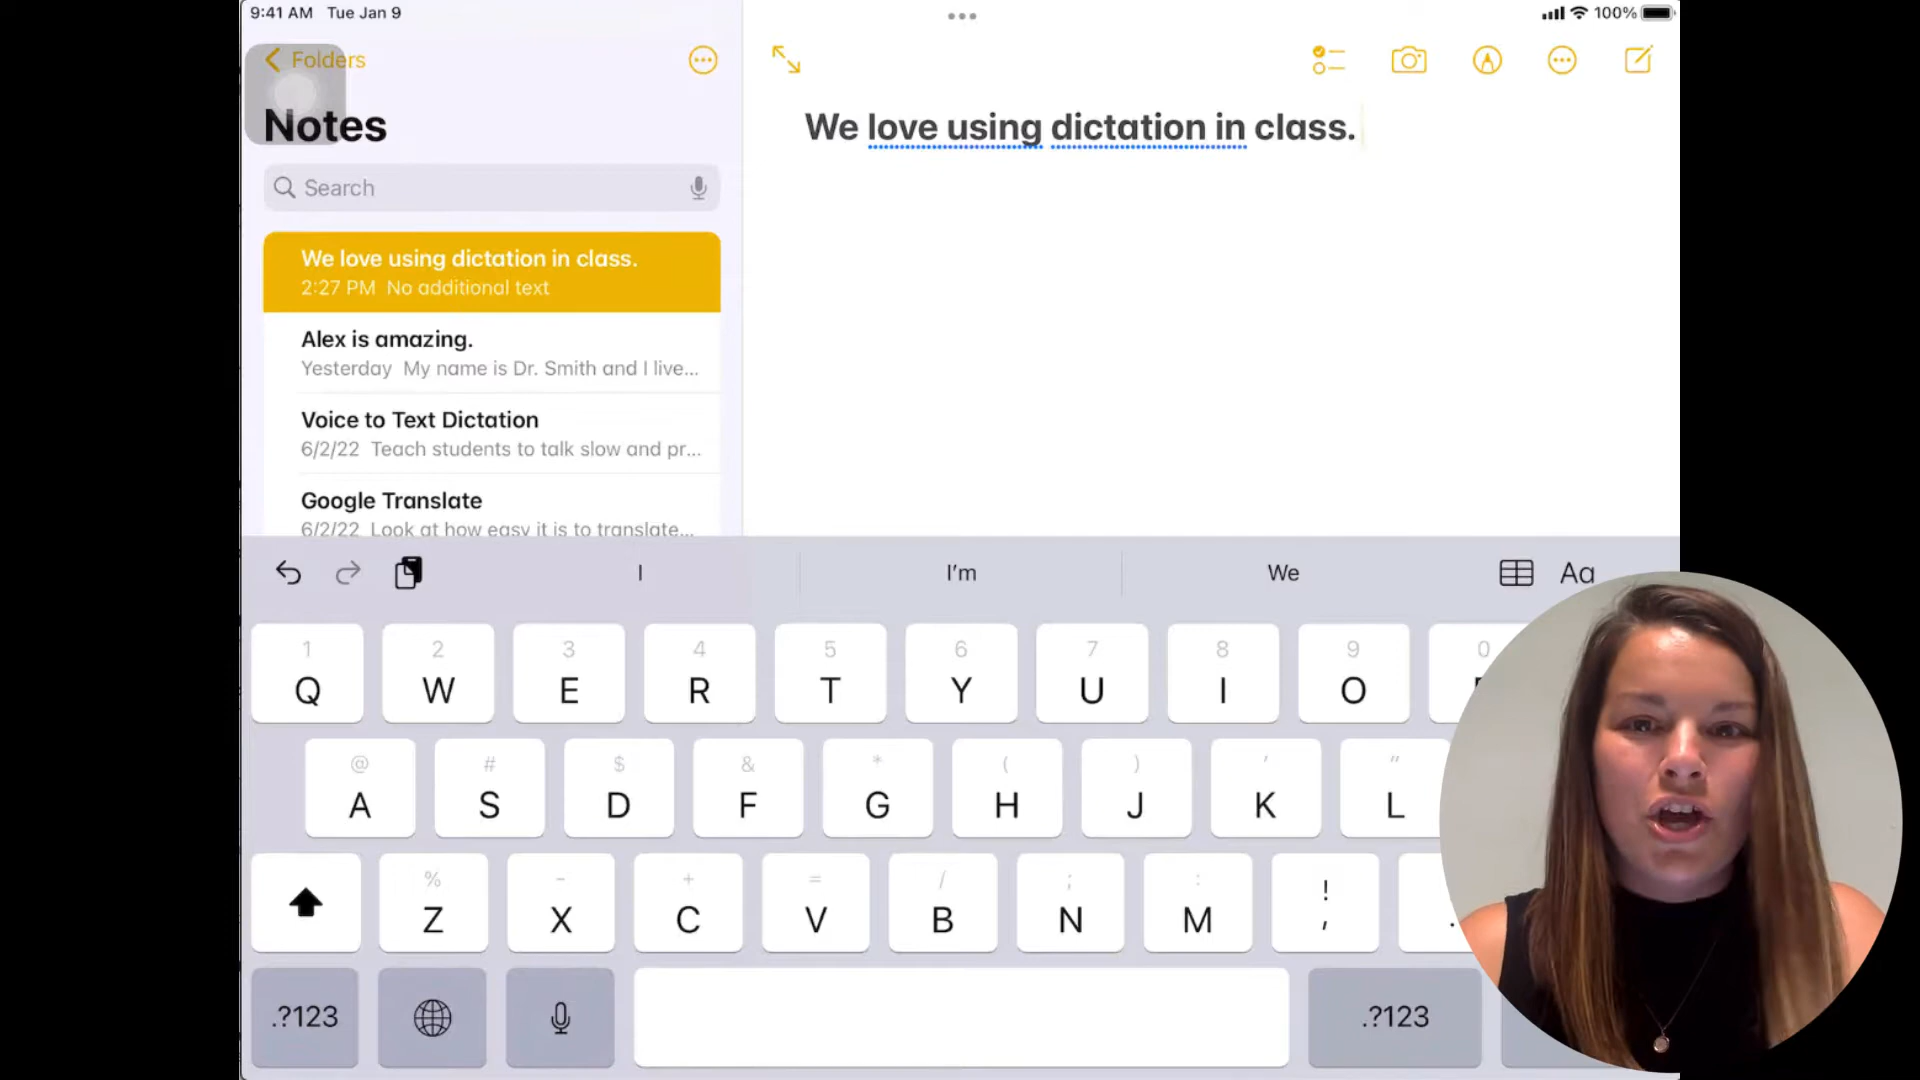 9:41 AM Tue Jan 9
100%
Folders
Notes
Search
We love using dictation in class.
2:27 PM No additional text
Alex is amazing.
Yesterday My name is Dr. Smith and I live...
Voice to Text Dictation
6/2/22 Teach students to talk slow and pr...
Google Translate
6/2/22 Look at how easy it is to translate...
We love using dictation in class.
I I'm We Aa
1 2 3 4 5 6 7 8 9 0
Q W E R T Y U I O
@ # $ & * ( ) ' "
A S D F G H J K L
% - + = / ; : !
Z X C V B N M , .
.?123 .?123